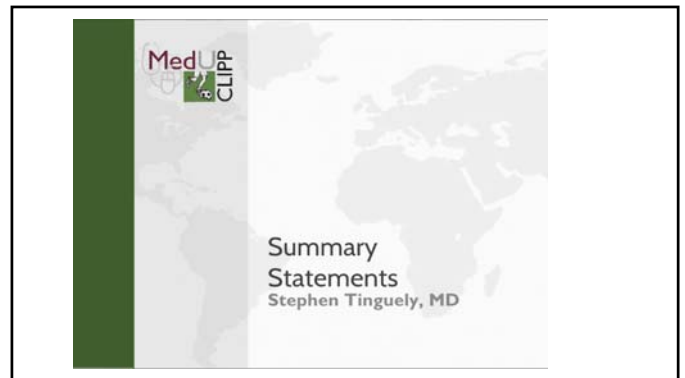 MedU
CLIPP
Summary
Statements
Stephen Tinguely, MD